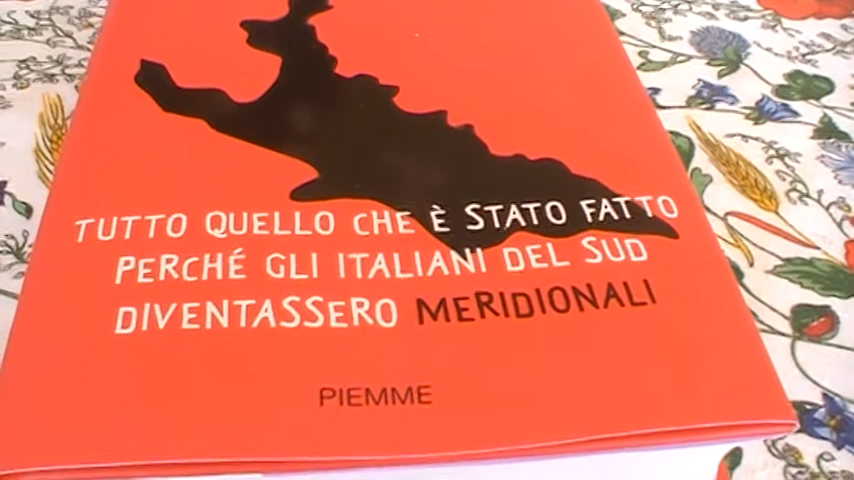 TUTTO QUELLO CHE È STATO FATTO
PERCHÉ GLI ITALIANI DEL SUD
DIVENTASSERO MERIDIONALI
PIEMME